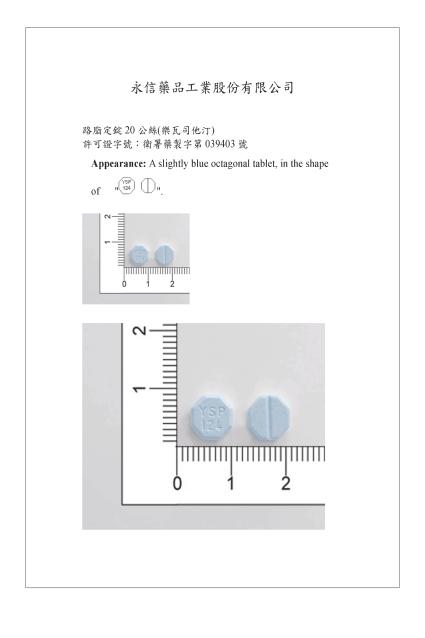 永信藥品工業股份有限公司
路脂定錠 20 公絲(樂瓦司他汀)
許可證字號：衛署藥製字第 039403 號
Appearance: A slightly blue octagonal tablet, in the shape
YSP
124
of " ".
2
1
0 1 2
2
1
YSP
124
0 1 2